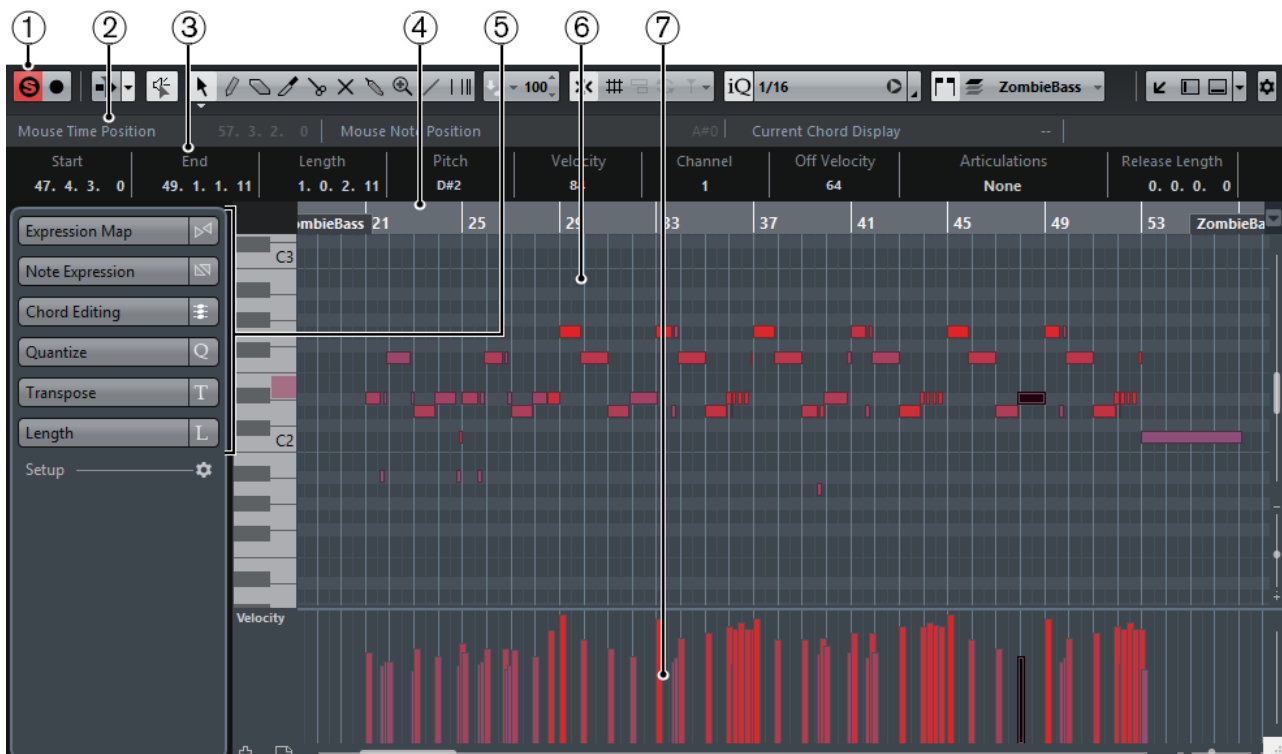 1 2 3 4 5 6 7
S 100 iQ 1/16 ZombieBass
Mouse Time Position 57. 3. 2. 0 Mouse Note Position A#0 Current Chord Display --
Start End Length Pitch Velocity Channel Off Velocity Articulations Release Length
47. 4. 3. 0 49. 1. 1. 11 1. 0. 2. 11 D#2 84 1 64 None 0. 0. 0. 0
ombieBass 21 25 29 33 37 41 45 49 53 ZombieBa
Expression Map
C3
Note Expression
Chord Editing
Quantize Q
Transpose T
Length L
C2
Setup
Velocity